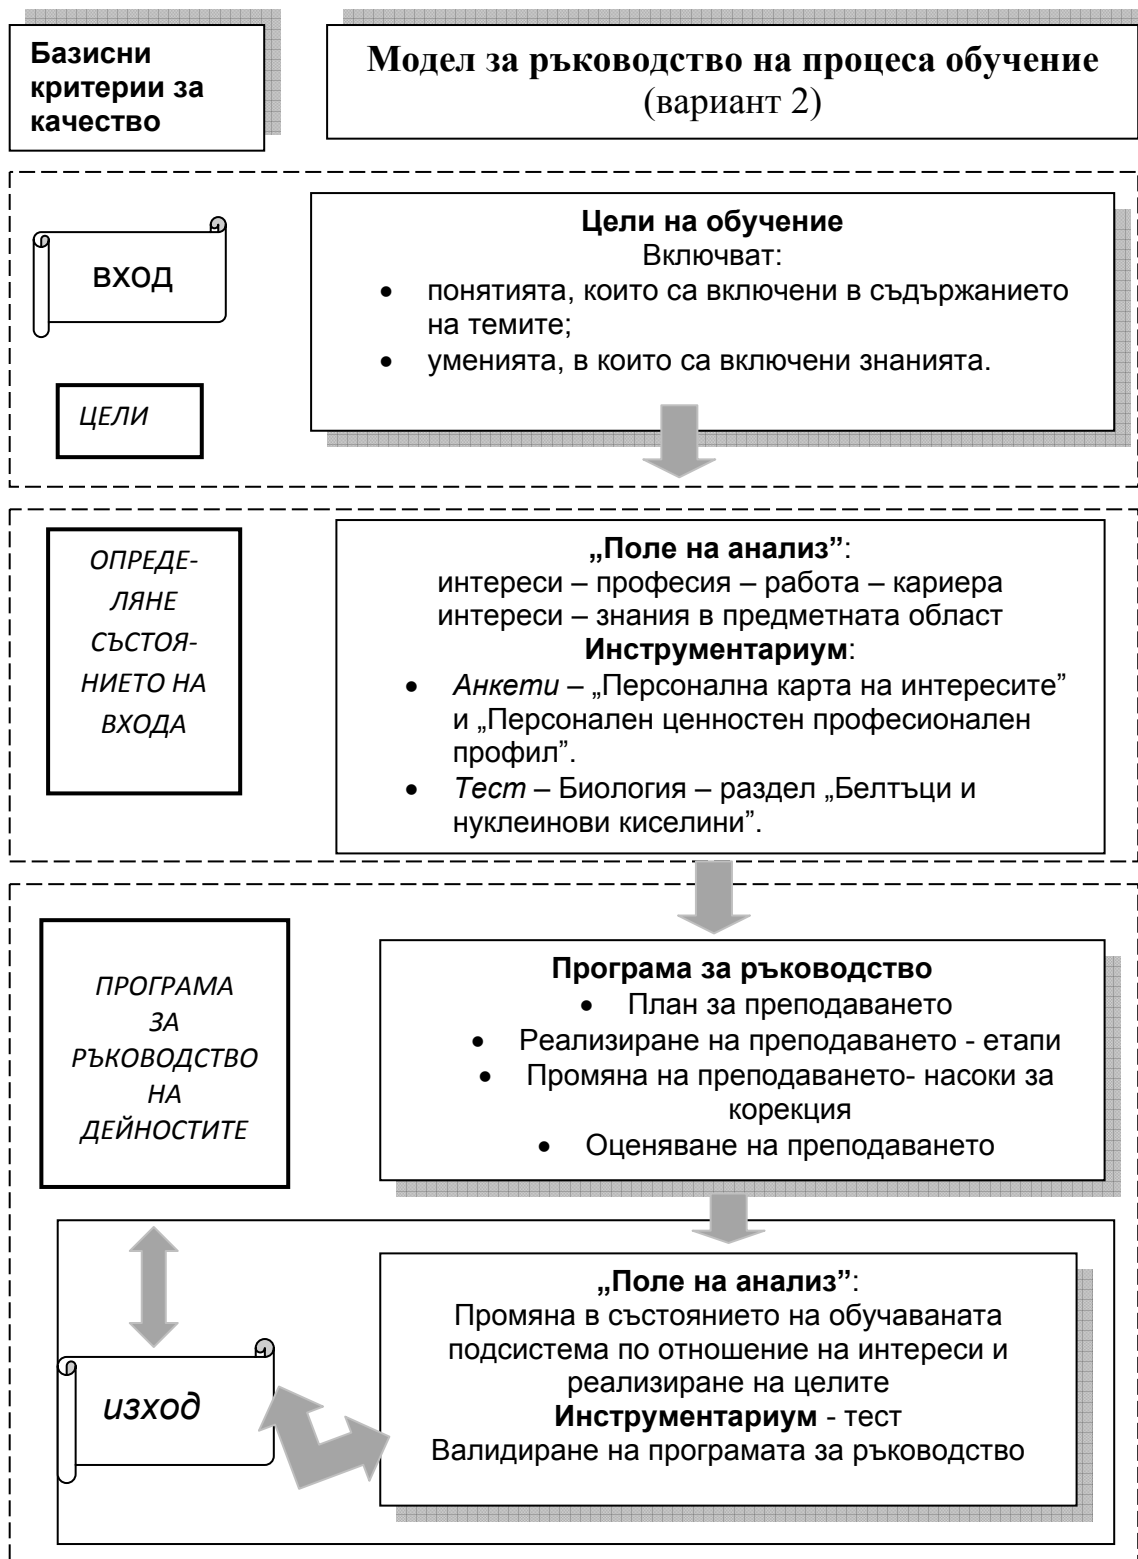 Базисни
критерии за
качество
Модел за ръководство на процеса обучение
(вариант 2)
ВХОД
ЦЕЛИ
Цели на обучение
Включват:
• понятията, които са включени в съдържанието
на темите;
• уменията, в които са включени знанията.
ОПРЕДЕ-
ЛЯНЕ
СЪСТОЯ-
НИЕТО НА
ВХОДА
„Поле на анализ”:
интереси – професия – работа – кариера
интереси – знания в предметната област
Инструментариум:
• Анкети – „Персонална карта на интересите”
и „Персонален ценностен професионален
профил”.
• Тест – Биология – раздел „Белтъци и
нуклеинови киселини”.
ПРОГРАМА
ЗА
РЪКОВОДСТВО
НА
ДЕЙНОСТИТЕ
Програма за ръководство
• План за преподаването
• Реализиране на преподаването - етапи
• Промяна на преподаването- насоки за
корекция
• Оценяване на преподаването
изход
„Поле на анализ”:
Промяна в състоянието на обучаваната
подсистема по отношение на интереси и
реализиране на целите
Инструментариум - тест
Валидиране на програмата за ръководство